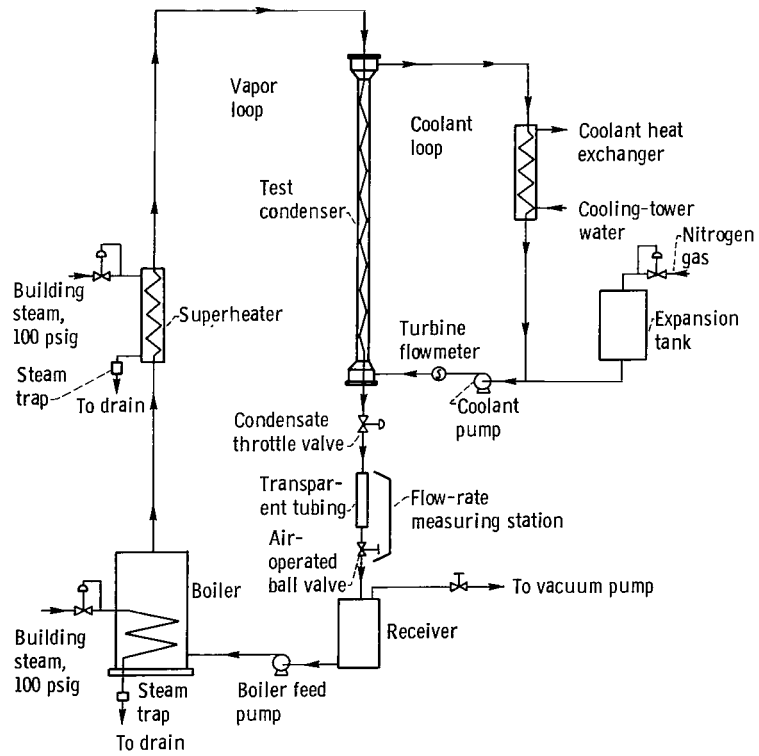 Vapor
loop
Coolant
loop
Coolant heat
exchanger
Test
condenser
Cooling-tower
water
Nitrogen
gas
Building
steam,
100 psig
Superheater
Expansion
tank
Turbine
flowmeter
Steam
trap
To drain
Coolant
pump
Condensate
throttle valve
Transpar-
ent tubing
Flow-rate
measuring station
Air-
operated
ball valve
Boiler
To vacuum pump
Receiver
Building
steam,
100 psig
Steam
trap
Boiler feed
pump
To drain